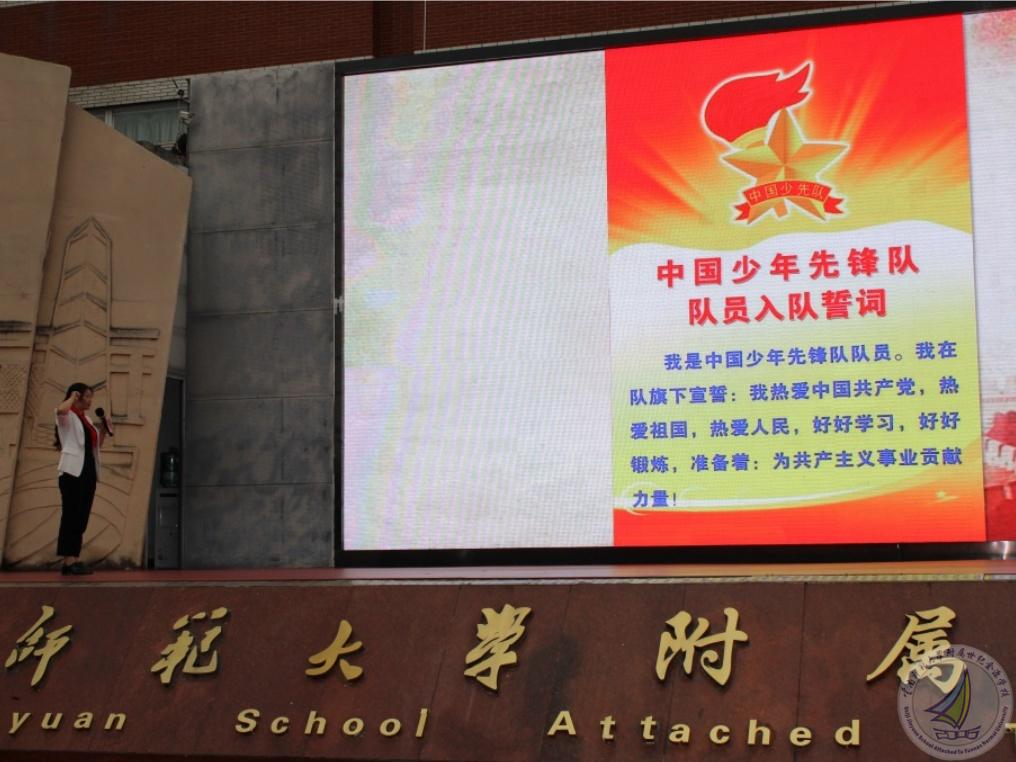 中国少先队
中国少年先锋队
队员入队誓词
我是中国少年先锋队队员。我在
队旗下宣誓：我热爱中国共产党，热
爱祖国，热爱人民，好好学习，好好
锻炼，准备着：为共产主义事业贡献
力量！
师范大学附属
yuan School Attached